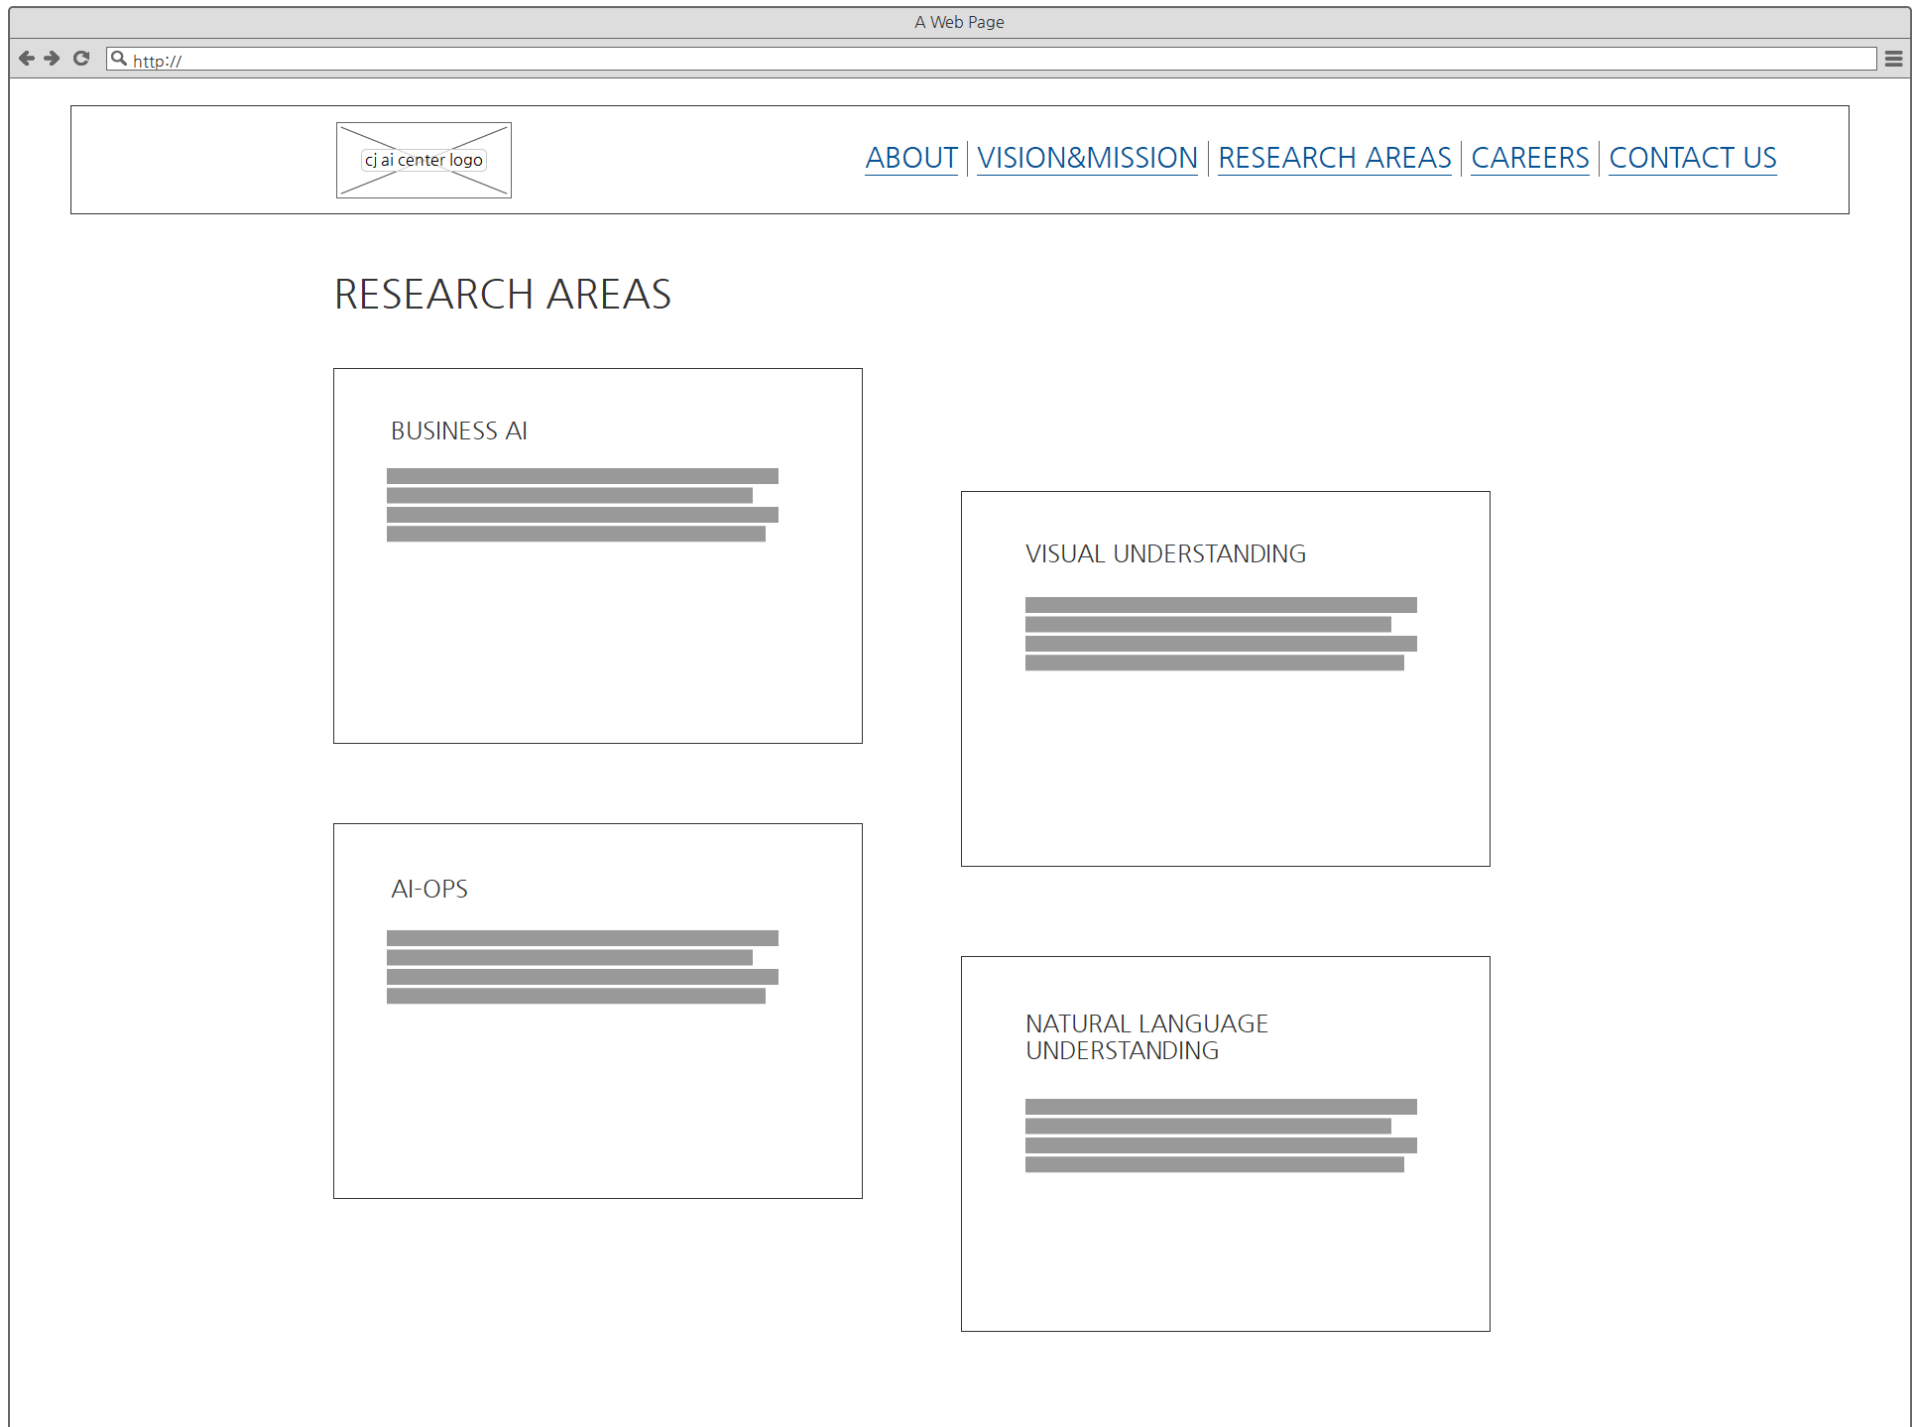 A Web Page
http://
cj ai center logo
ABOUT
VISION&MISSION
RESEARCH AREAS
CAREERS
CONTACT US
RESEARCH AREAS
BUSINESS AI
VISUAL UNDERSTANDING
AI-OPS
NATURAL LANGUAGE
UNDERSTANDING